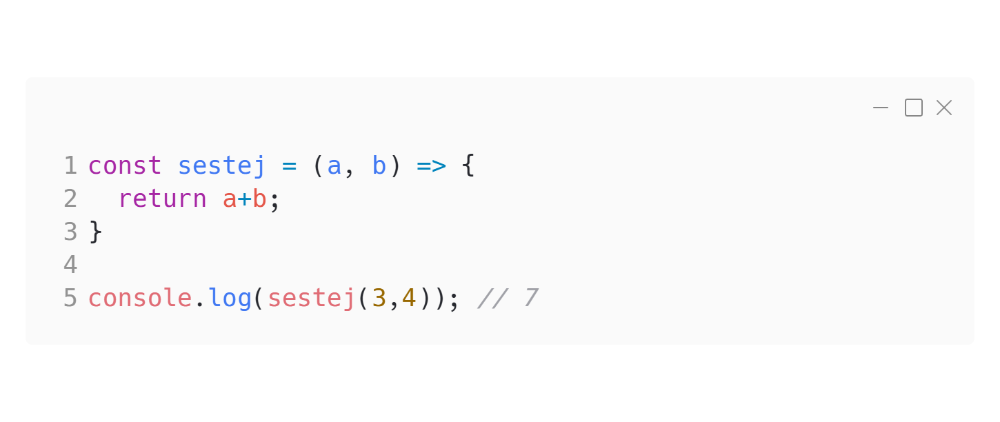 1 const sestej = (a, b) => {
2   return a+b;
3 }
4
5 console.log(sestej(3,4)); // 7